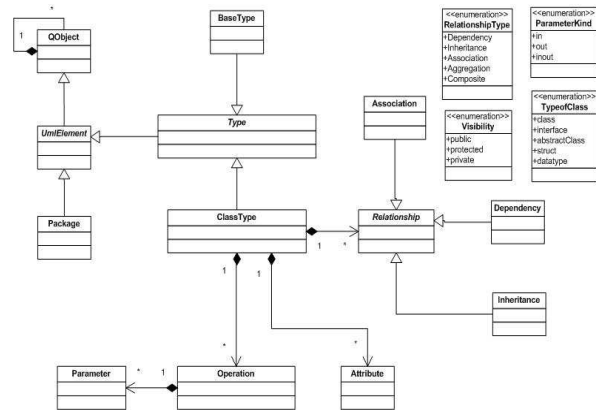 *
1
QObject
BaseType
<<enumeration>>
RelationshipType
+Dependency
+Inheritance
+Association
+Aggregation
+Composite
<<enumeration>>
ParameterKind
+in
+out
+inout
UmlElement
Type
Association
<<enumeration>>
Visibility
+public
+protected
+private
<<enumeration>>
TypeofClass
+class
+interface
+abstractClass
+struct
+datatype
Package
ClassType
1
*
Relationship
Dependency
1
1
Inheritance
*
*
Parameter
*
1
Operation
Attribute